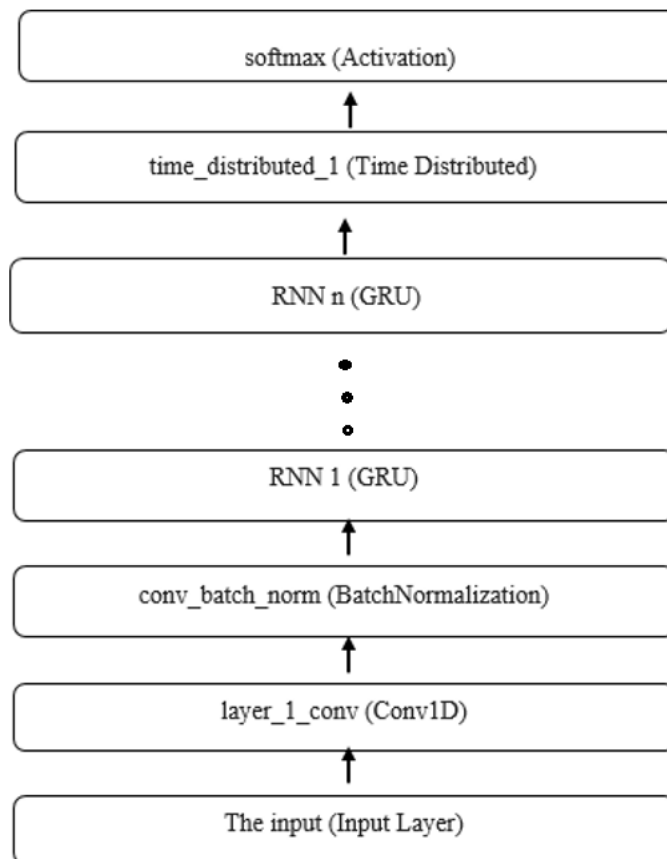 softmax (Activation)
time_distributed_1 (Time Distributed)
RNN n (GRU)
RNN 1 (GRU)
conv_batch_norm (BatchNormalization)
layer_1_conv (Conv1D)
The input (Input Layer)